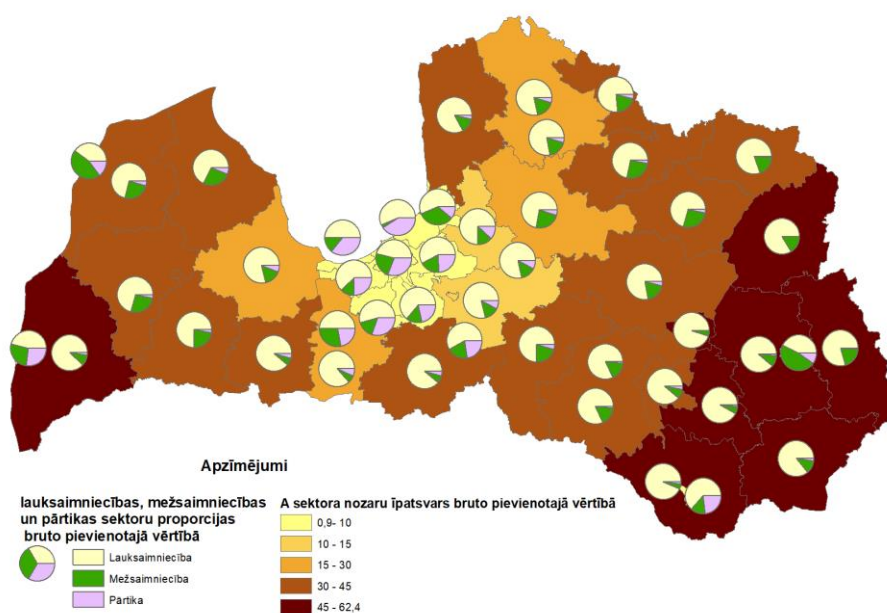 Apzīmējumi
lauksaimniecības, mežsaimniecības
un pārtikas sektoru proporcijas
bruto pievienotajā vērtībā
Lauksaimniecība
Mežsaimniecība
Pārtika
A sektora nozaru īpatsvars bruto pievienotajā vērtībā
0,9- 10
10 - 15
15 - 30
30 - 45
45 - 62,4